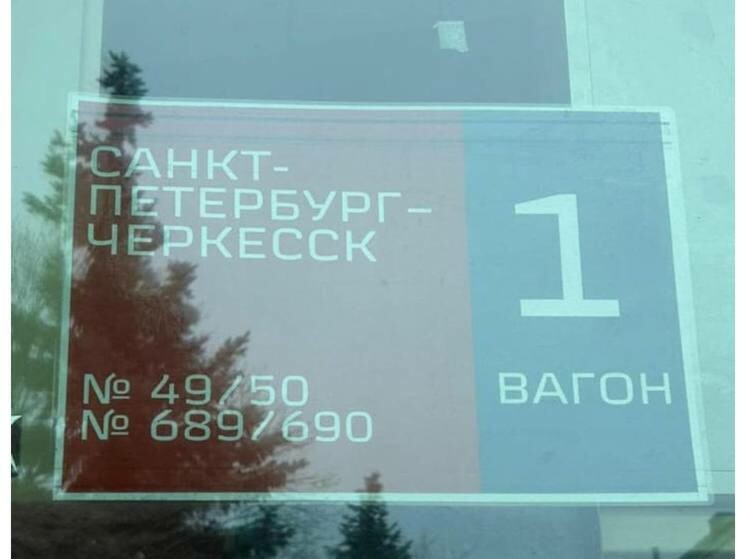 САНКТ-
ПЕТЕРБУРГ–
ЧЕРКЕССК
№ 49/50
№ 689/690
1
ВАГОН